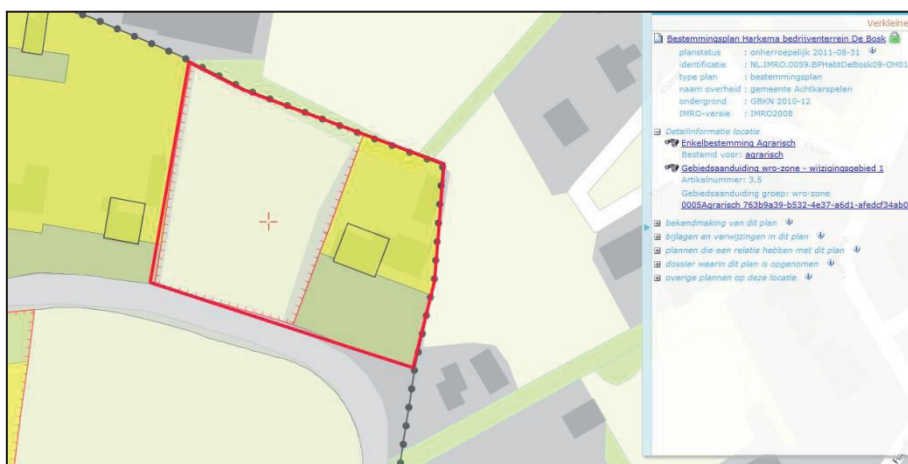 Verkleine
Bestemmingsplan Harkema bedrijventerrein De Bosk
planstatus : onherroepelijk 2011-08-31
identificatie : NL.IMRO.0059.BPHabtDeBosk09-OH01
type plan : bestemmingsplan
naam overheid : gemeente Achtkarspelen
ondergrond : GBKN 2010-12
IMRO-versie : IMRO2008
Detailinformatie locatie
Enkelbestemming Agrarisch
Bestemd voor: agrarisch
Gebiedsaanduiding wro-zone - wijzigingsgebied 1
Artikelnummer: 3.5
Gebiedsaanduiding groep: wro-zone
0005Agrarisch 763b9a39-b532-4e37-a6d1-afedcf34ab0
bekendmaking van dit plan
bijlagen en verwijzingen in dit plan
plannen die een relatie hebben met dit plan
dossier waarin dit plan is opgenomen
overige plannen op deze locatie